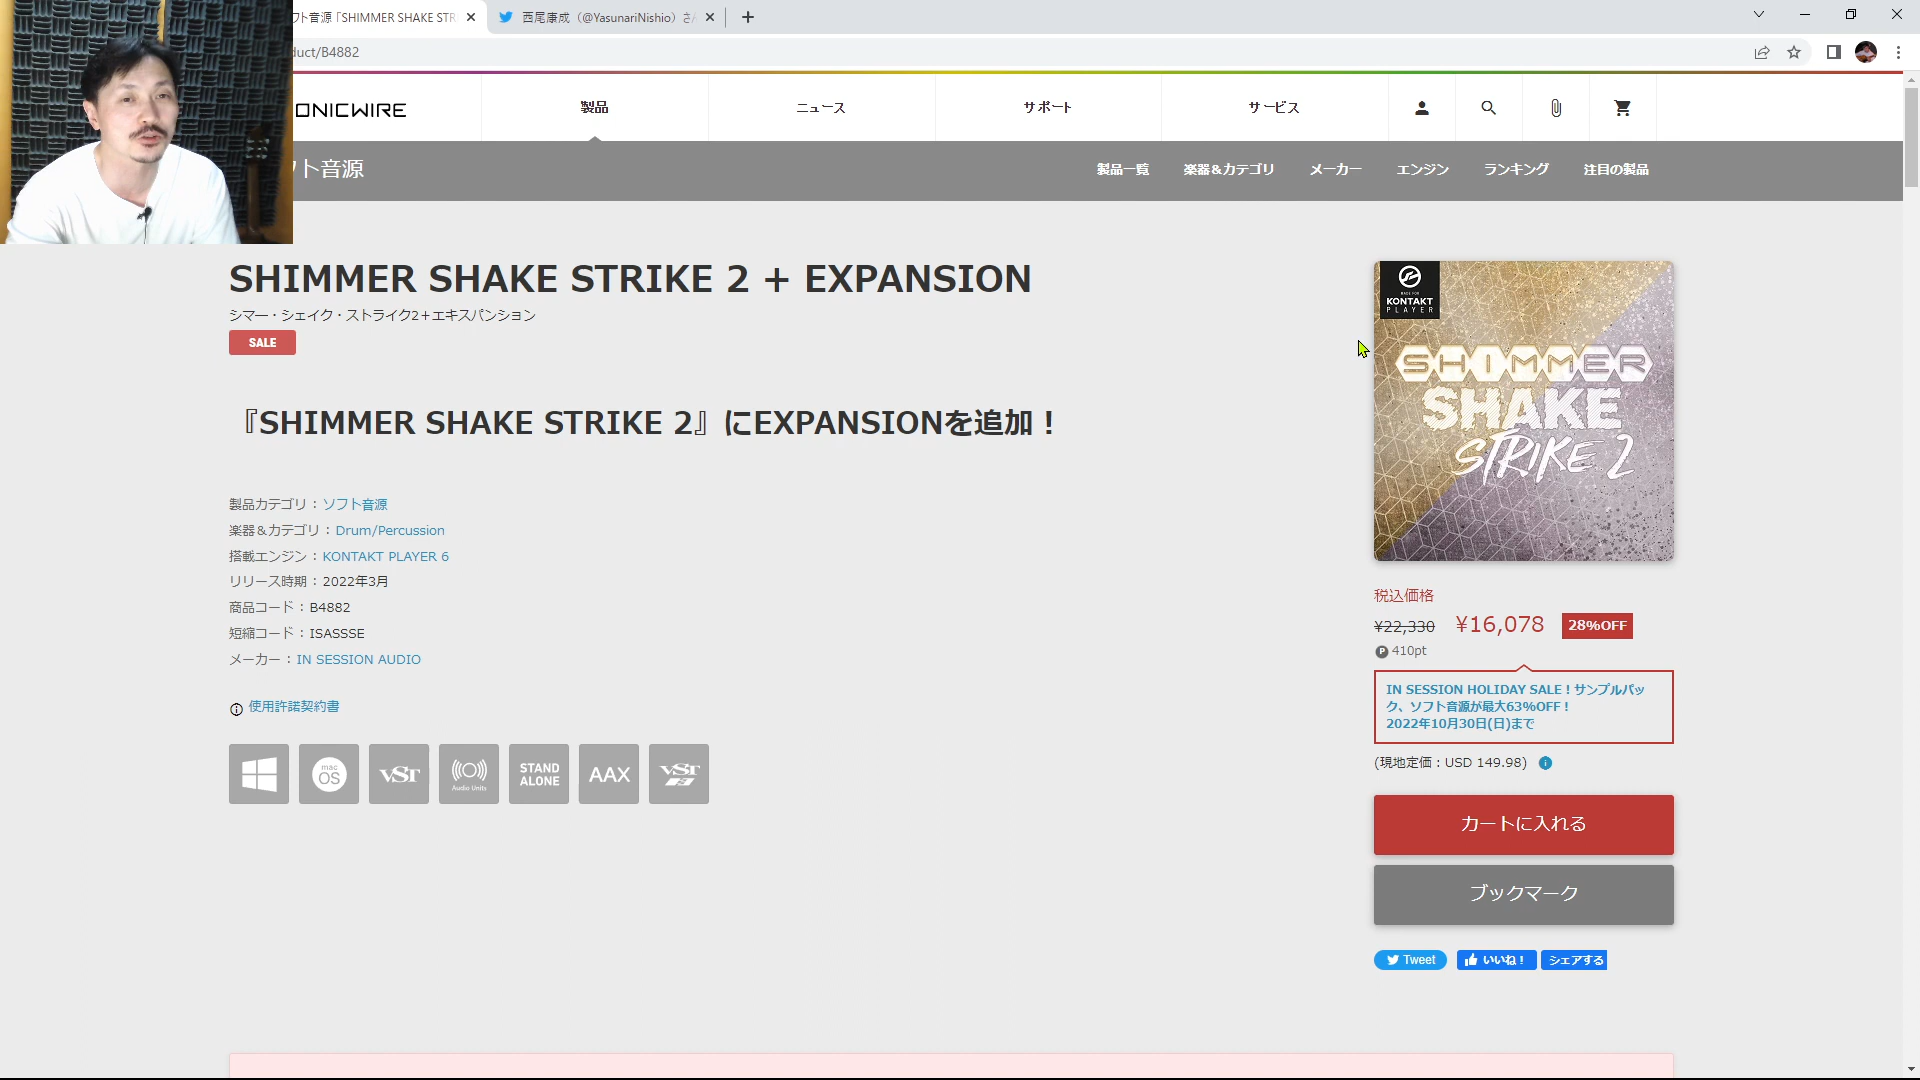 フト音源「SHIMMER SHAKE STR
西尾康成（@YasunariNishio）さ
duct/B4882
ONICWIRE
製品
ニュース
サポート
サービス
フト音源
製品一覧
楽器&カテゴリ
メーカー
エンジン
ランキング
注目の製品
SHIMMER SHAKE STRIKE 2 + EXPANSION
シマー・シェイク・ストライク2＋エキスパンション
SALE
『SHIMMER SHAKE STRIKE 2』にEXPANSIONを追加！
製品カテゴリ：ソフト音源
楽器＆カテゴリ：Drum/Percussion
搭載エンジン：KONTAKT PLAYER 6
リリース時期：2022年3月
商品コード：B4882
短縮コード：ISASSSE
メーカー：IN SESSION AUDIO
使用許諾契約書
mac OS
VST
Audio Units
STAND ALONE
AAX
VST 3
MADE FOR
KONTAKT
PLAYER
SHIMMER
SHAKE
STRIKE 2
税込価格
¥22,330 ¥16,078 28%OFF
P 410pt
IN SESSION HOLIDAY SALE！サンプルパッ
ク、ソフト音源が最大63%OFF！
2022年10月30日(日)まで
(現地定価：USD 149.98)
カートに入れる
ブックマーク
Tweet
いいね！
シェアする